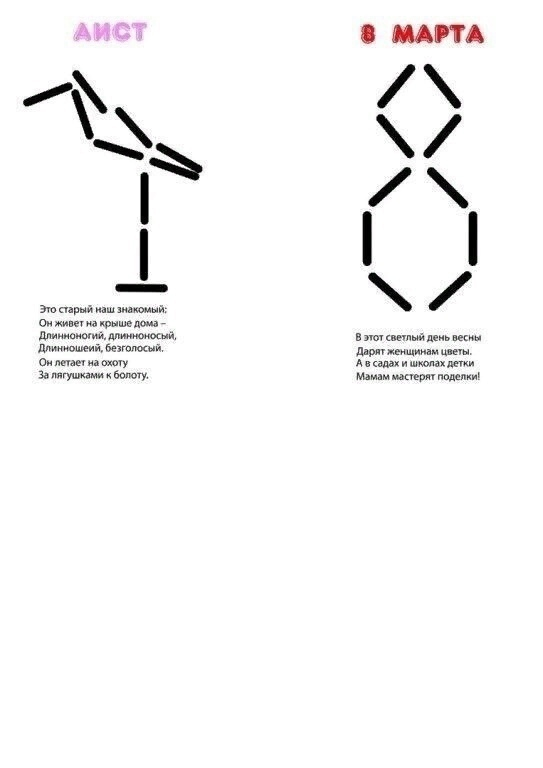 АИСТ
Это старый наш знакомый:
Он живет на крыше дома –
Длинноногий, длинноносый,
Длинношеий, безголосый.
Он летает на охоту
За лягушками к болоту.
8 МАРТА
В этот светлый день весны
Дарят женщинам цветы.
А в садах и школах детки
Мамам мастерят поделки!